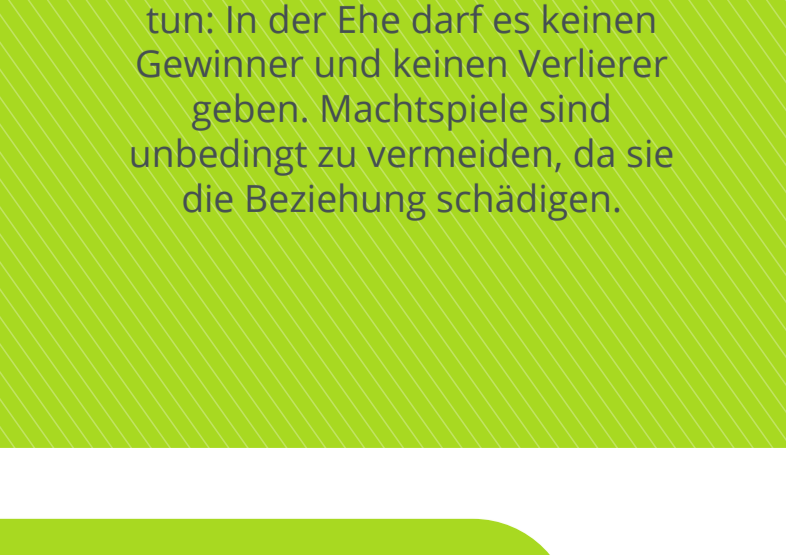 tun: In der Ehe darf es keinen
Gewinner und keinen Verlierer
geben. Machtspiele sind
unbedingt zu vermeiden, da sie
die Beziehung schädigen.